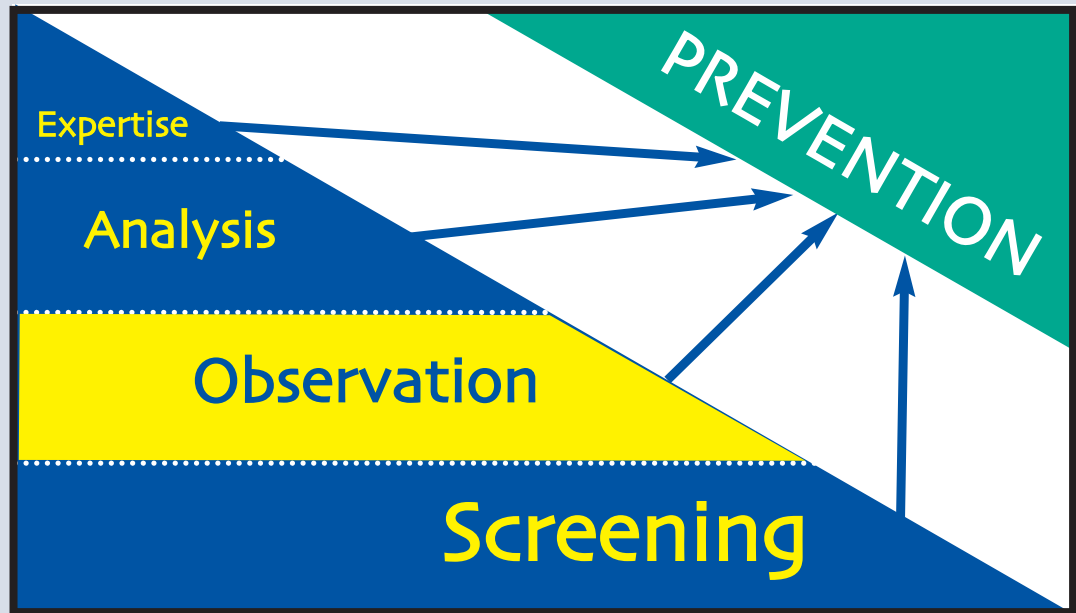 PREVENTION
Expertise
Analysis
Observation
Screening